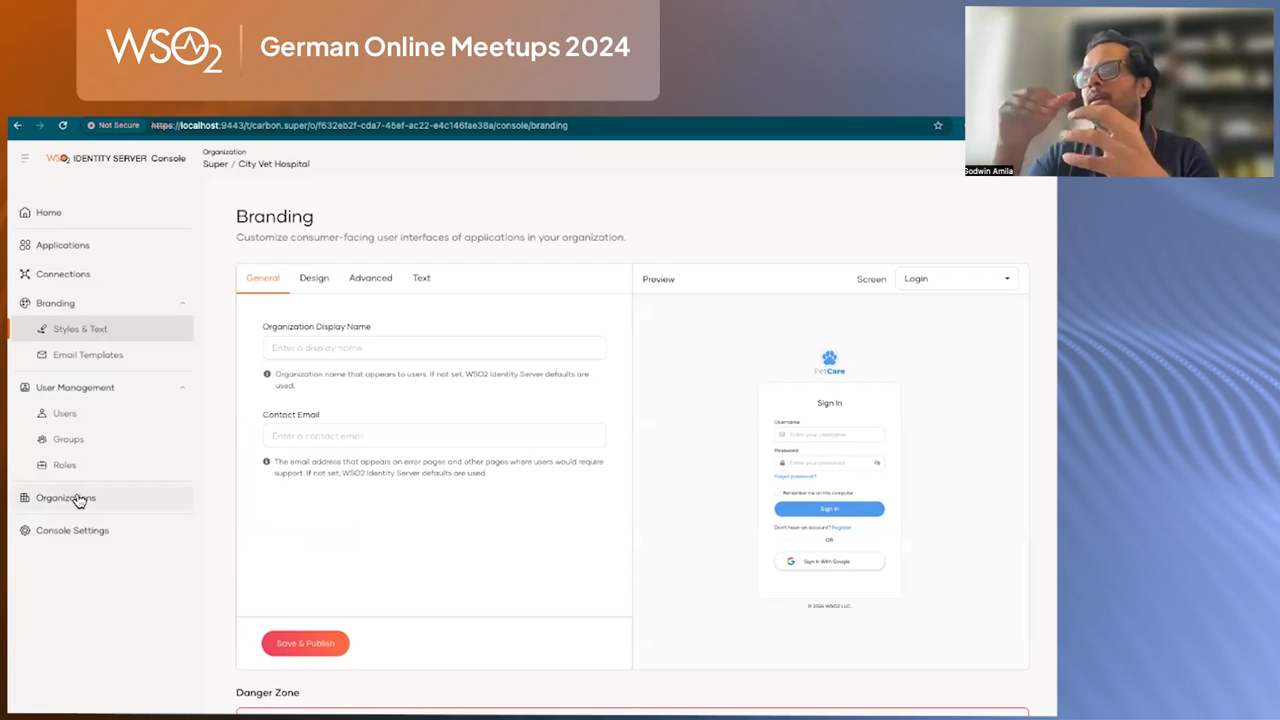 WSO2
German Online Meetups 2024
Not Secure
https://localhost:9443/t/carbon.super/o/f632eb2f-cda7-45ef-ac22-e4c146fae38a/console/branding
WSO2 IDENTITY SERVER Console
Organization
Super / City Vet Hospital
Godwin Amila
Home
Applications
Connections
Branding
Styles & Text
Email Templates
User Management
Users
Groups
Roles
Organizations
Console Settings
Branding
Customize consumer-facing user interfaces of applications in your organization.
General
Design
Advanced
Text
Organization Display Name
Enter a display name
Organization name that appears to users. If not set, WSO2 Identity Server defaults are
used.
Contact Email
Enter a contact email
The email address that appears on error pages and other pages where users would require
support. If not set, WSO2 Identity Server defaults are used.
Save & Publish
Preview
Screen
Login
PetCare
Sign In
Username
Enter your username
Password
Enter your password
Forgot password?
Remember me on this computer
Sign In
Don't have an account? Register
OR
Sign In With Google
© 2024 WSO2 LLC.
Danger Zone